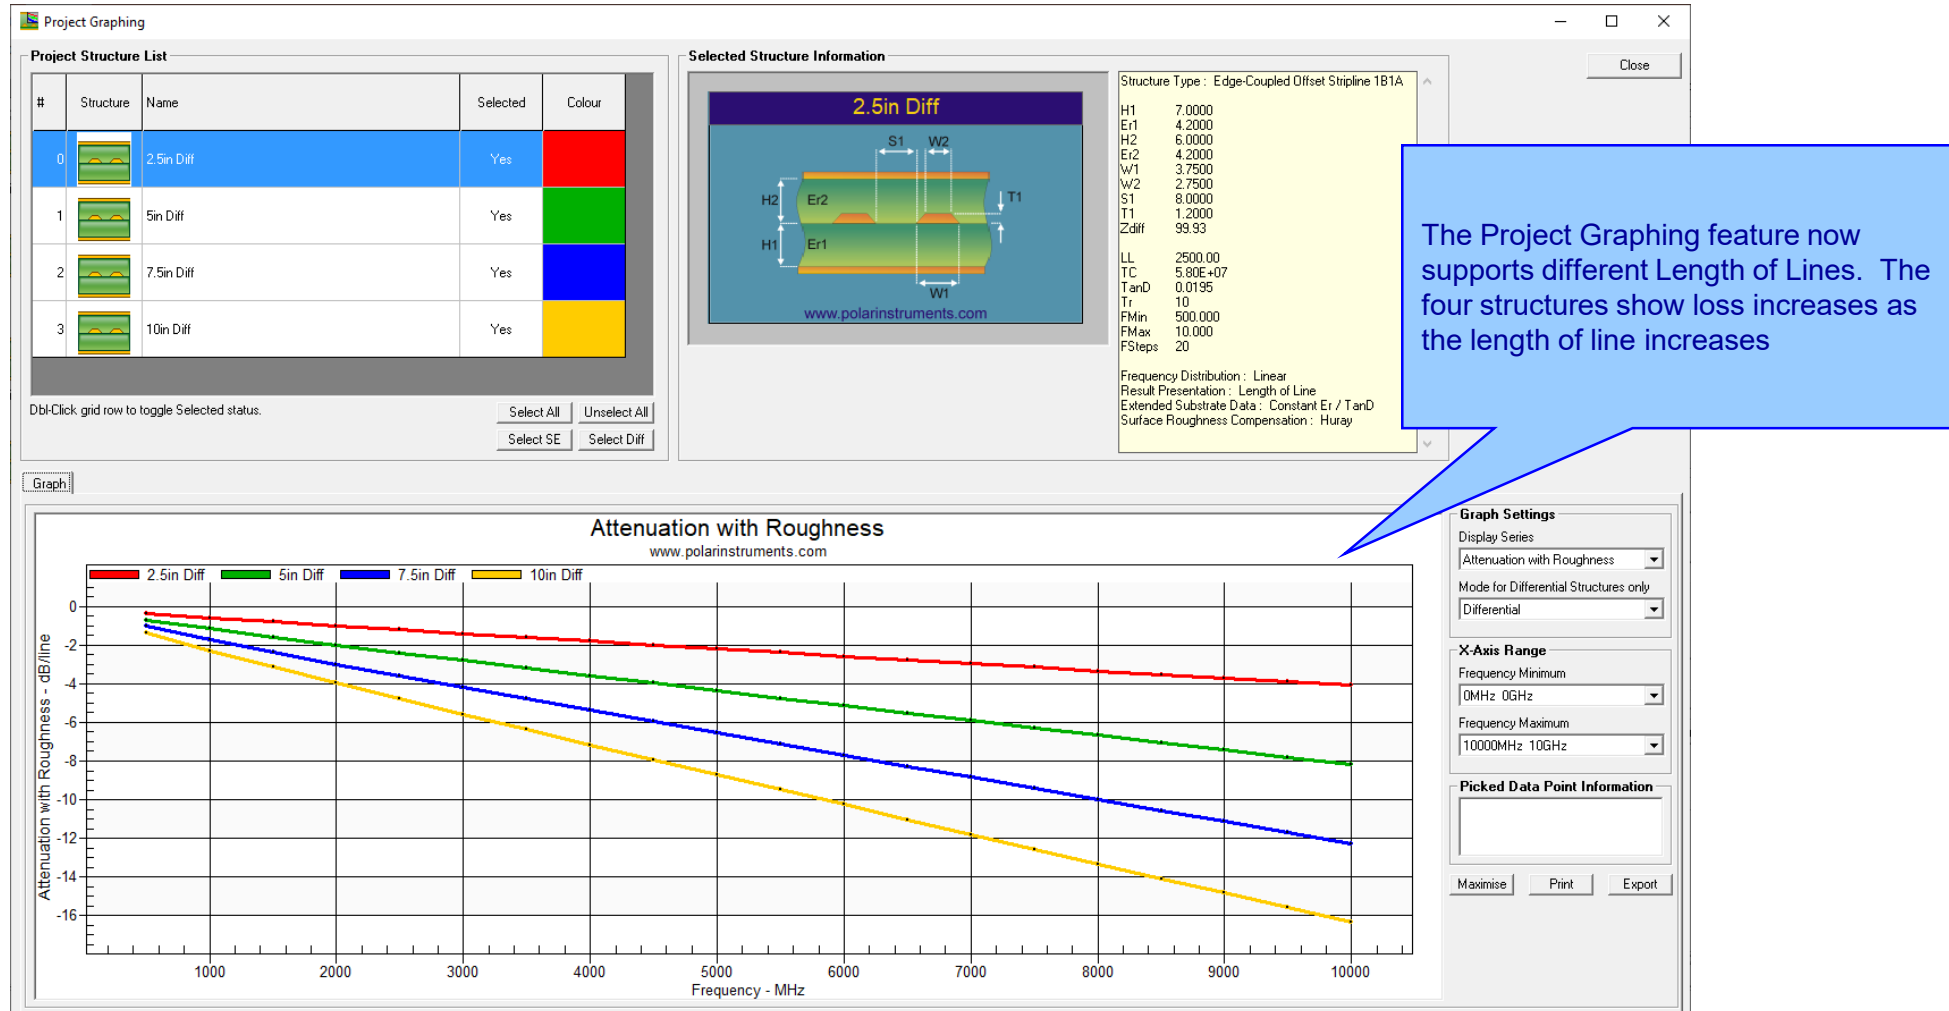 Project Graphing
Project Structure List
# Structure Name Selected Colour
0 2.5in Diff Yes
1 5in Diff Yes
2 7.5in Diff Yes
3 10in Diff Yes
Dbl-Click grid row to toggle Selected status.
Select All Unselect All
Select SE Select Diff
Selected Structure Information
2.5in Diff
S1 W2
H2 Er2 T1
H1 Er1
W1
www.polarinstruments.com
Structure Type : Edge-Coupled Offset Stripline 1B1A
H1 7.0000
Er1 4.2000
H2 6.0000
Er2 4.2000
W1 3.7500
W2 2.7500
S1 8.0000
T1 1.2000
Zdiff 99.93
LL 2500.00
TC 5.80E+07
TanD 0.0195
Tr 10
FMin 500.000
FMax 10.000
FSteps 20
Frequency Distribution : Linear
Result Presentation : Length of Line
Extended Substrate Data : Constant Er / TanD
Surface Roughness Compensation : Huray
Close
The Project Graphing feature now
supports different Length of Lines. The
four structures show loss increases as
the length of line increases
Graph
Attenuation with Roughness
www.polarinstruments.com
2.5in Diff 5in Diff 7.5in Diff 10in Diff
Attenuation with Roughness - dB/line
0
-2
-4
-6
-8
-10
-12
-14
-16
1000 2000 3000 4000 5000 6000 7000 8000 9000 10000
Frequency - MHz
Graph Settings
Display Series
Attenuation with Roughness
Mode for Differential Structures only
Differential
X-Axis Range
Frequency Minimum
0MHz 0GHz
Frequency Maximum
10000MHz 10GHz
Picked Data Point Information
Maximise Print Export